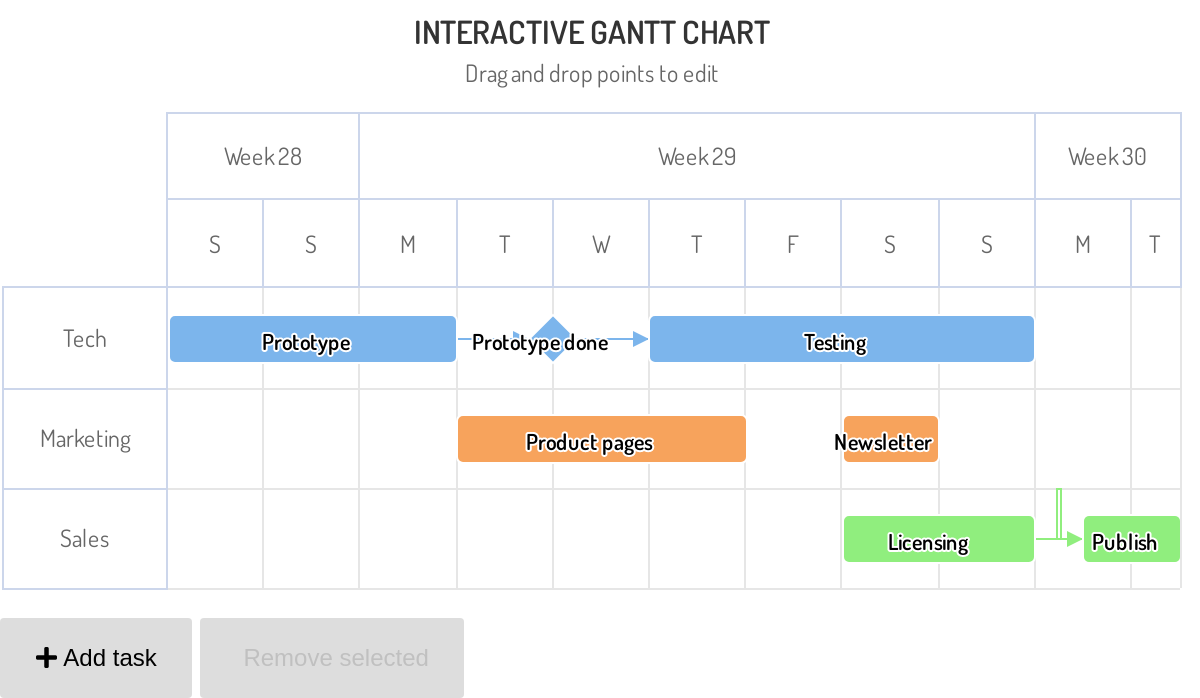 INTERACTIVE GANTT CHART
Drag and drop points to edit
Week 28 Week 29 Week 30
S S M T W T F S S M T
Tech Prototype Prototype done Testing
Marketing Product pages Newsletter
Sales Licensing Publish
Add task Remove selected